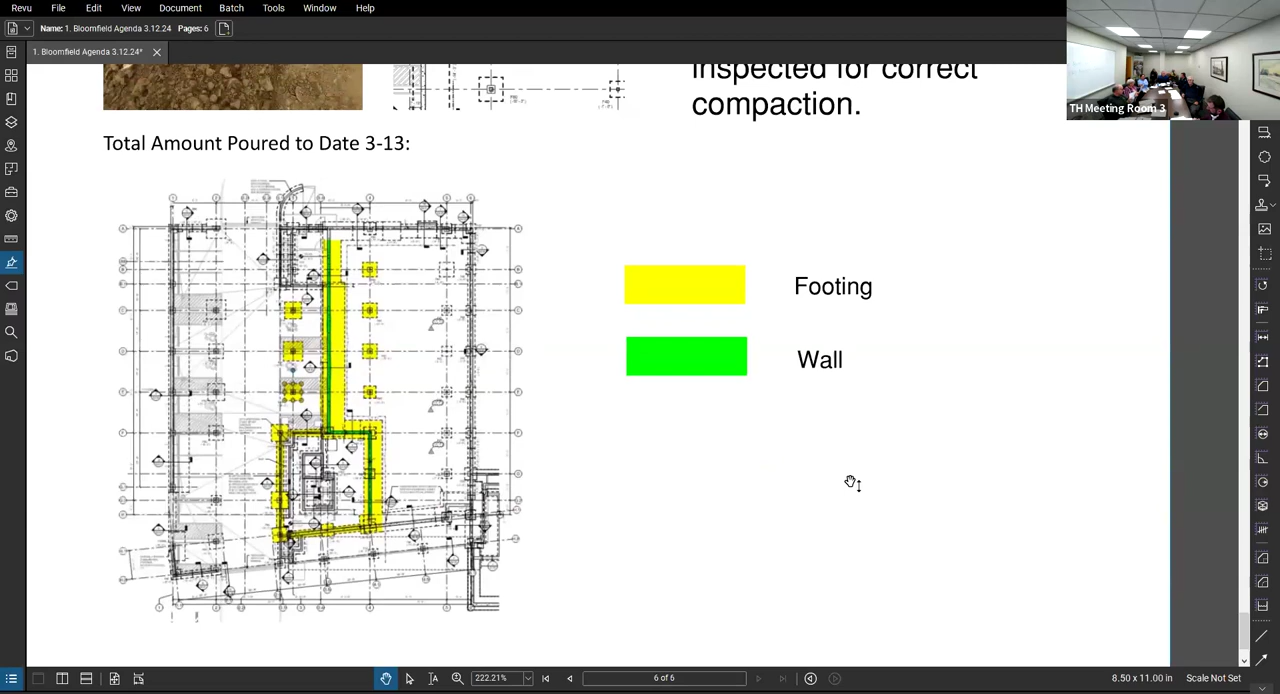 Revu File Edit View Document Batch Tools Window Help
Name: 1. Bloomfield Agenda 3.12.24 Pages: 6
1. Bloomfield Agenda 3.12.24*
TH Meeting Room 3
inspected for correct
compaction.
Total Amount Poured to Date 3-13:
Footing
Wall
222.21%
6 of 6
8.50 x 11.00 in
Scale Not Set